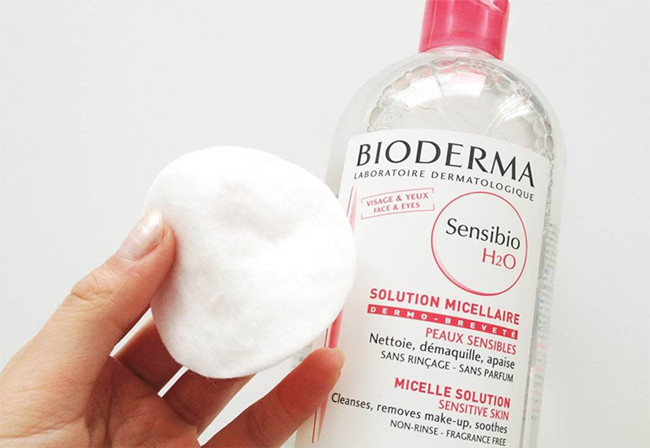 BIODERMA
LABORATOIRE DERMATOLOGIQUE
VISAGE & YEUX
FACE & EYES
Sensibio
H2O
SOLUTION MICELLAIRE
DERMO-BREVETÉ
PEAUX SENSIBLES
Nettoie, démaquille, apaise
SANS RINÇAGE - SANS PARFUM
MICELLE SOLUTION
SENSITIVE SKIN
Cleanses, removes make-up, soothes
NON-RINSE - FRAGRANCE FREE